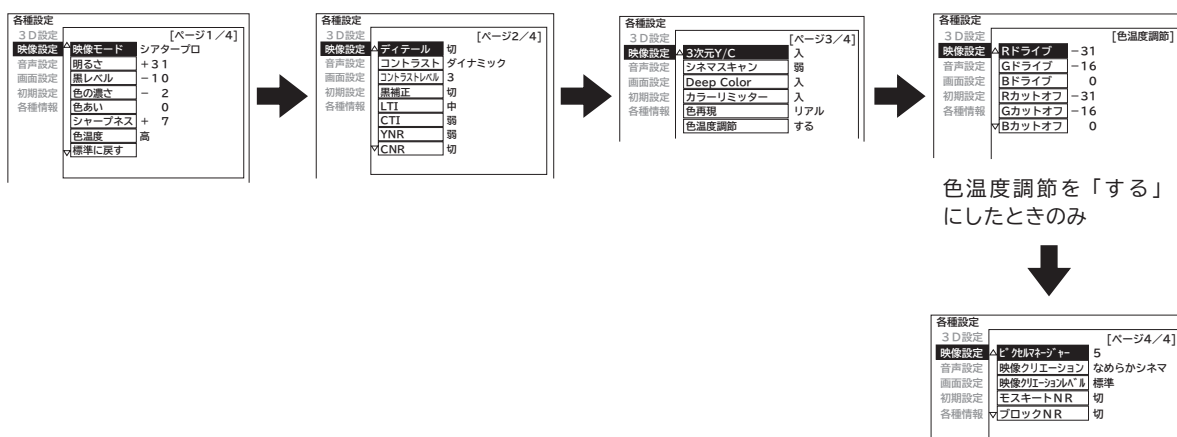 各種設定
3D設定
[ページ1/4]
映像設定 映像モード シアタープロ
音声設定 明るさ +31
画面設定 黒レベル -10
初期設定 色の濃さ - 2
各種情報 色あい 0
シャープネス + 7
色温度 高
標準に戻す
各種設定
3D設定
[ページ2/4]
映像設定 ディテール 切
音声設定 コントラスト ダイナミック
画面設定 コントラストレベル 3
初期設定 黒補正 切
各種情報 LTI 中
CTI 弱
YNR 弱
CNR 切
各種設定
3D設定
[ページ3/4]
映像設定 3次元Y/C 入
音声設定 シネマスキャン 弱
画面設定 Deep Color 入
初期設定 カラーリミッター 入
各種情報 色再現 リアル
色温度調節 する
各種設定
3D設定
[色温度調節]
映像設定 Rドライブ -31
音声設定 Gドライブ -16
画面設定 Bドライブ 0
初期設定 Rカットオフ -31
各種情報 Gカットオフ -16
Bカットオフ 0
色温度調節を「する」
にしたときのみ
各種設定
3D設定
[ページ4/4]
映像設定 ピクセルマネージャー 5
音声設定 映像クリエーション なめらかシネマ
画面設定 映像クリエーションレベル 標準
初期設定 モスキートNR 切
各種情報 ブロックNR 切